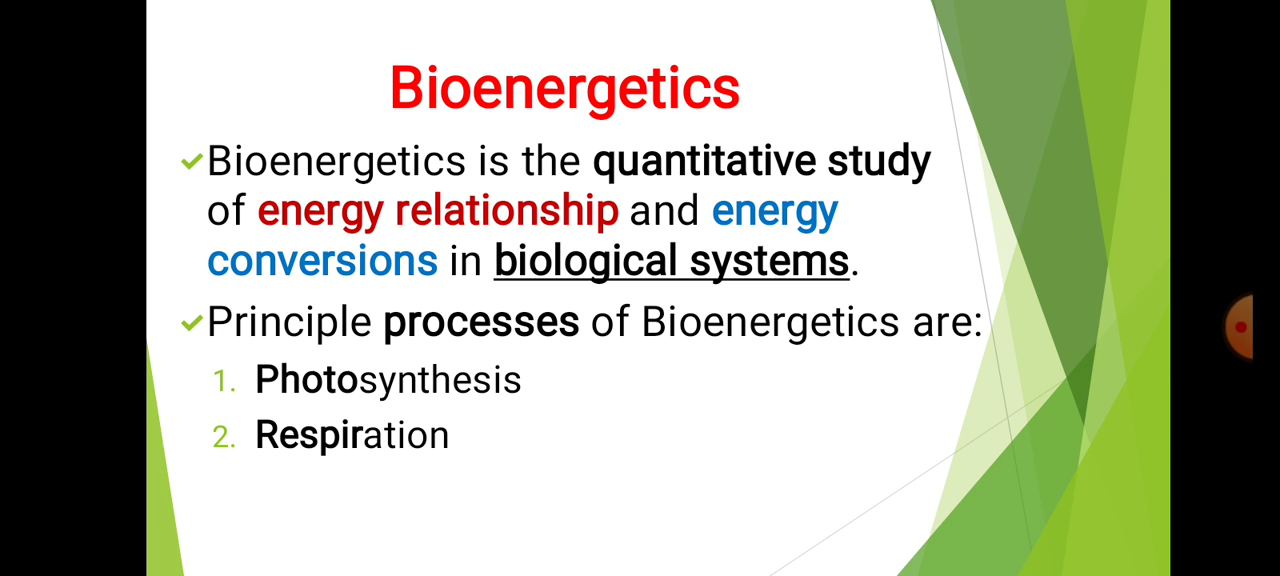 Bioenergetics
Bioenergetics is the quantitative study
of energy relationship and energy
conversions in biological systems.
Principle processes of Bioenergetics are:
1. Photosynthesis
2. Respiration